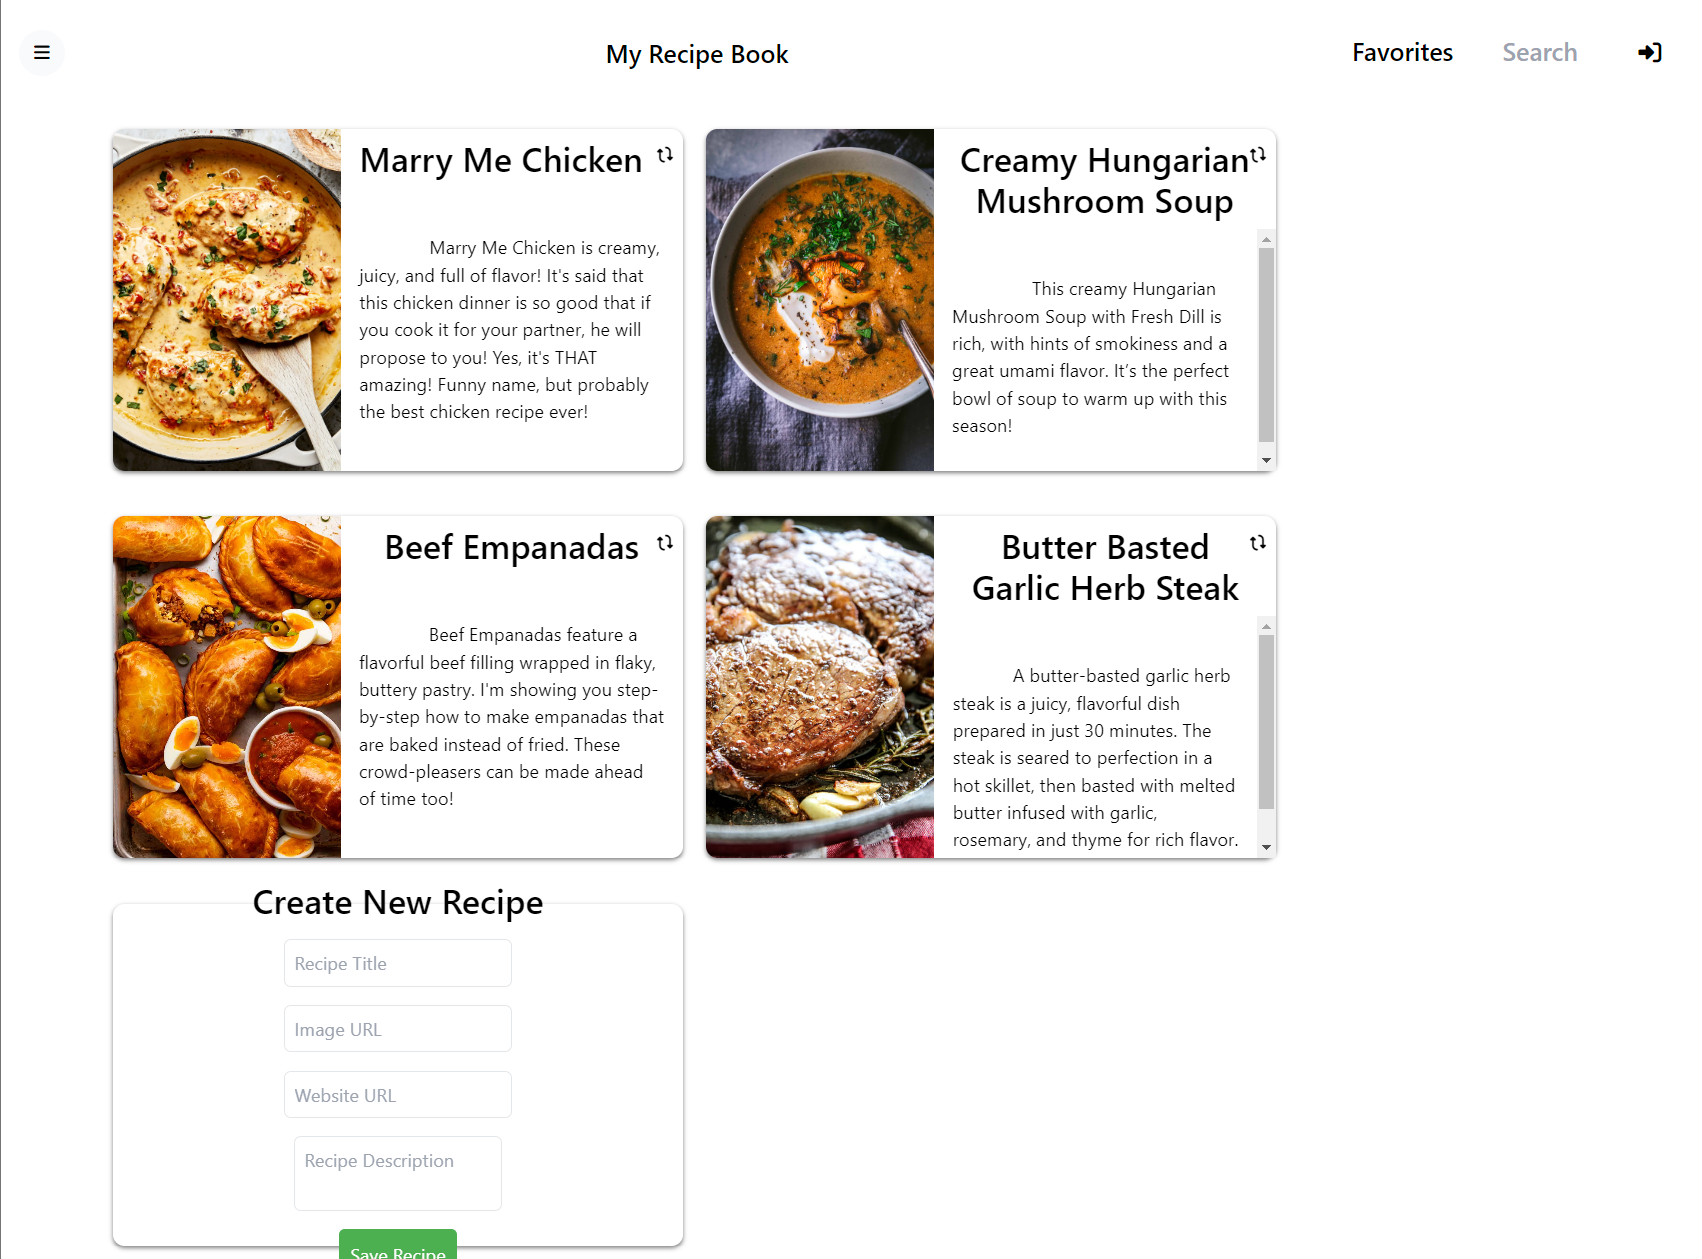 My Recipe Book
Favorites
Search
Marry Me Chicken
Marry Me Chicken is creamy,
juicy, and full of flavor! It's said that
this chicken dinner is so good that if
you cook it for your partner, he will
propose to you! Yes, it's THAT
amazing! Funny name, but probably
the best chicken recipe ever!
Creamy Hungarian
Mushroom Soup
This creamy Hungarian
Mushroom Soup with Fresh Dill is
rich, with hints of smokiness and a
great umami flavor. It’s the perfect
bowl of soup to warm up with this
season!
Beef Empanadas
Beef Empanadas feature a
flavorful beef filling wrapped in flaky,
buttery pastry. I'm showing you step-
by-step how to make empanadas that
are baked instead of fried. These
crowd-pleasers can be made ahead
of time too!
Butter Basted
Garlic Herb Steak
A butter-basted garlic herb
steak is a juicy, flavorful dish
prepared in just 30 minutes. The
steak is seared to perfection in a
hot skillet, then basted with melted
butter infused with garlic,
rosemary, and thyme for rich flavor.
Create New Recipe
Recipe Title
Image URL
Website URL
Recipe Description
Save Recipe